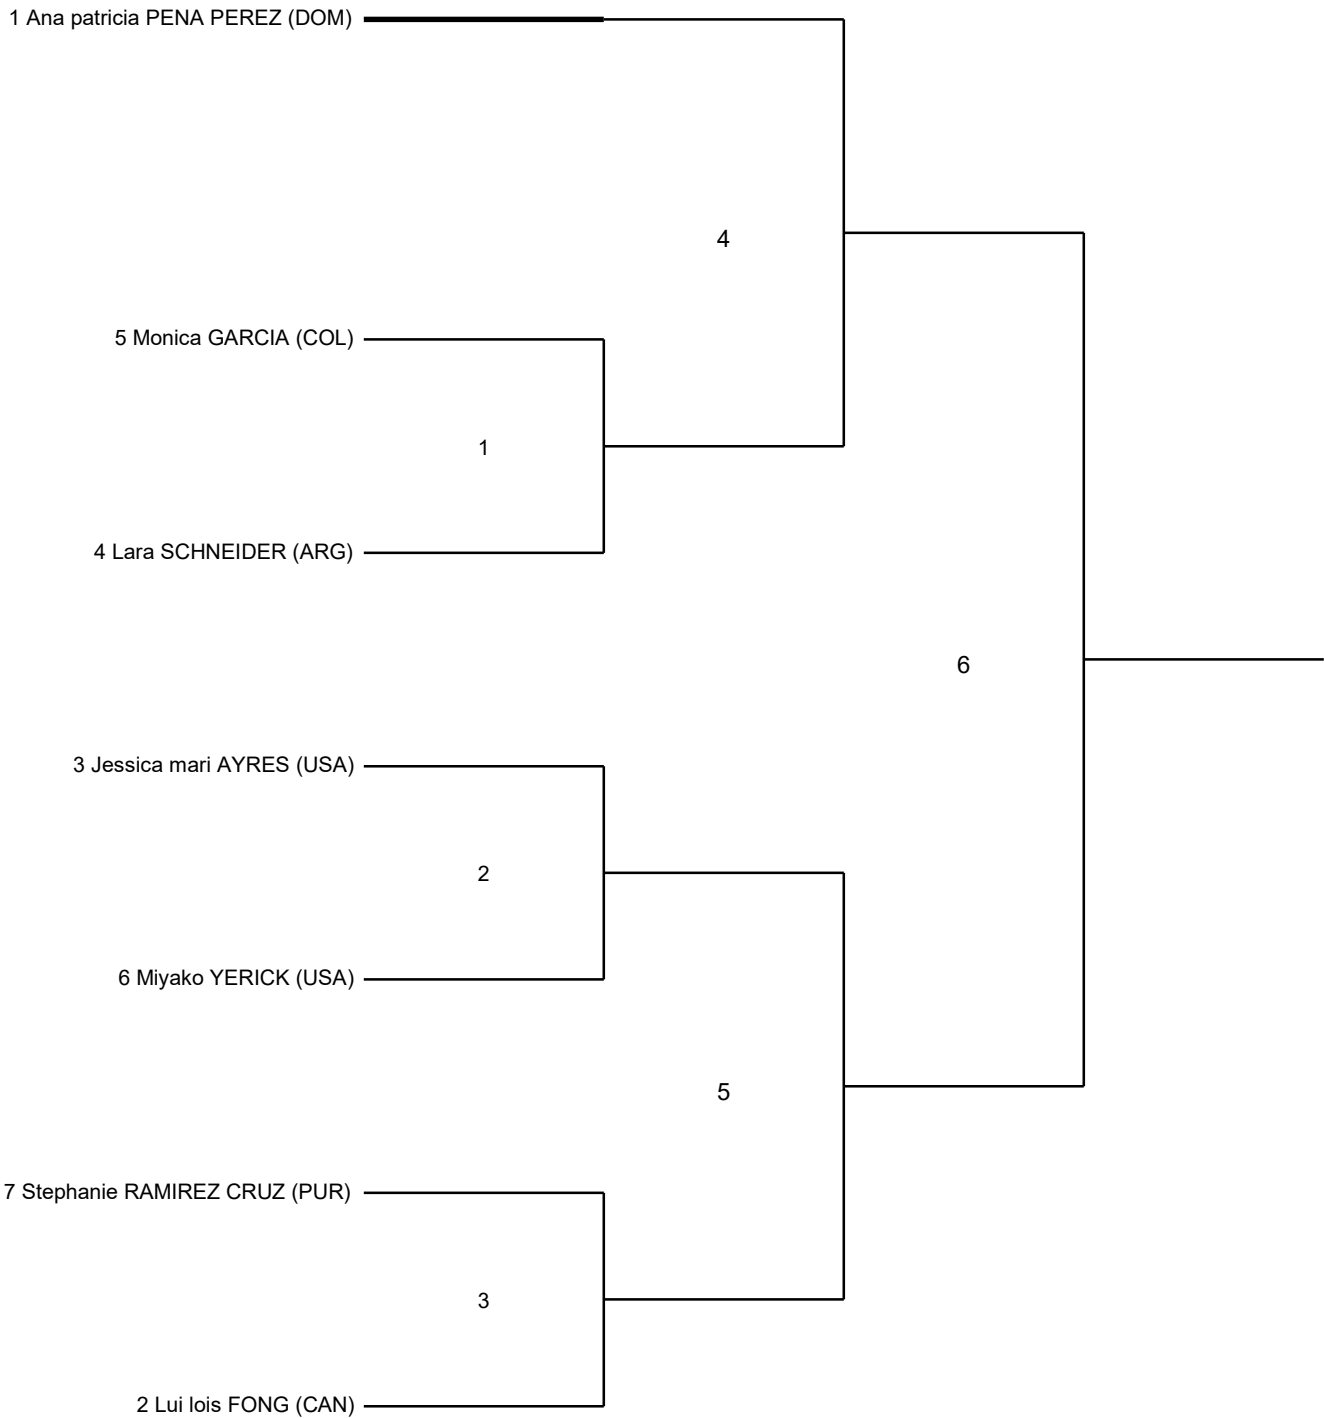 1 Ana patricia PENA PEREZ (DOM)
4
5 Monica GARCIA (COL)
1
4 Lara SCHNEIDER (ARG)
6
3 Jessica mari AYRES (USA)
2
6 Miyako YERICK (USA)
5
7 Stephanie RAMIREZ CRUZ (PUR)
3
2 Lui lois FONG (CAN)